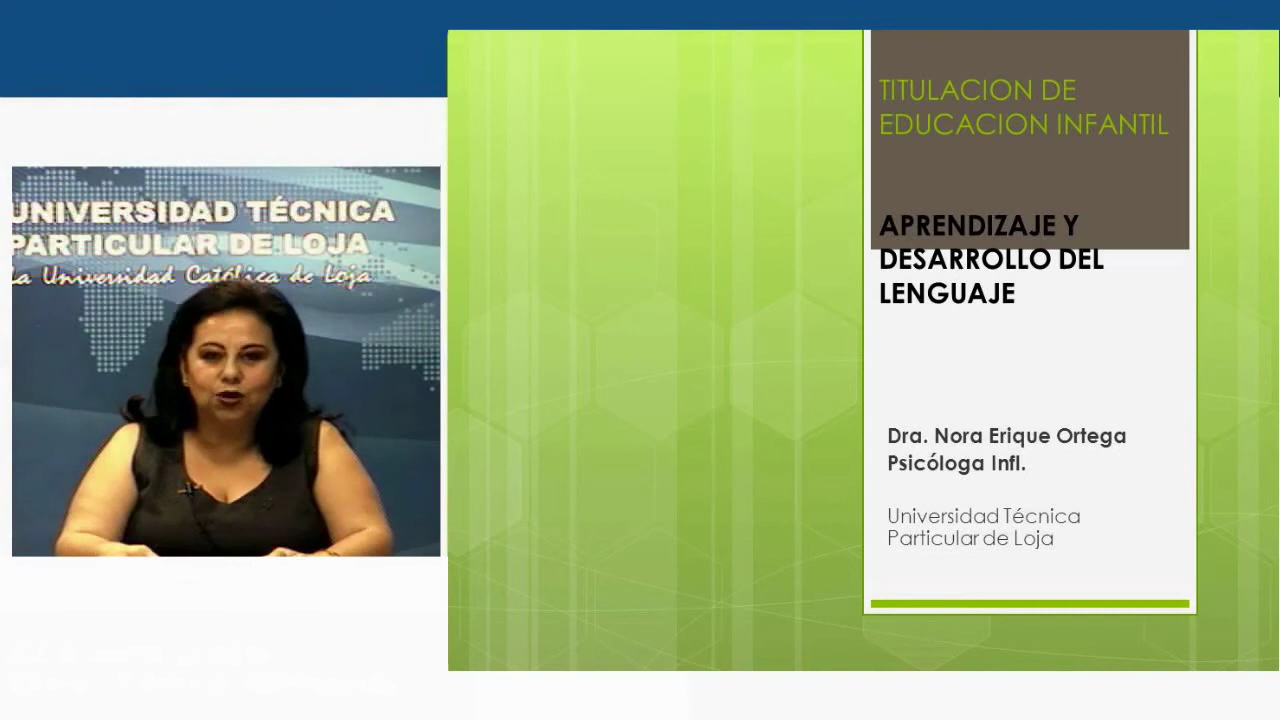 UNIVERSIDAD TÉCNICA
PARTICULAR DE LOJA
La Universidad Católica de Loja
TITULACION DE
EDUCACION INFANTIL
APRENDIZAJE Y
DESARROLLO DEL
LENGUAJE
Dra. Nora Erique Ortega
Psicóloga Infl.
Universidad Técnica
Particular de Loja